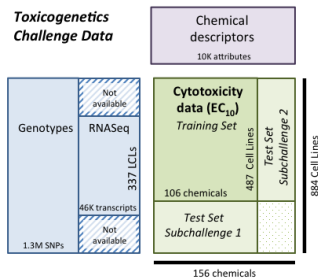 Toxicogenetics
Challenge Data
Chemical
descriptors
10K attributes
Genotypes
1.3M SNPs
Not
available
RNASeq
337 LCLs
46K transcripts
Not
available
Cytotoxicity
data (EC10)
Training Set
487 Cell Lines
106 chemicals
Test Set
Subchallenge 2
Test Set
Subchallenge 1
884 Cell Lines
156 chemicals